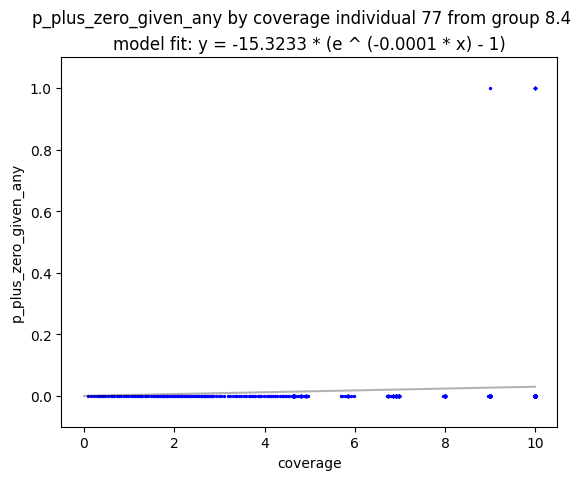 p_plus_zero_given_any by coverage individual 77 from group 8.4
model fit: y = -15.3233 * (e ^ (-0.0001 * x) - 1)
1.0
0.8
0.6
0.4
0.2
0.0
p_plus_zero_given_any
0 2 4 6 8 10
coverage